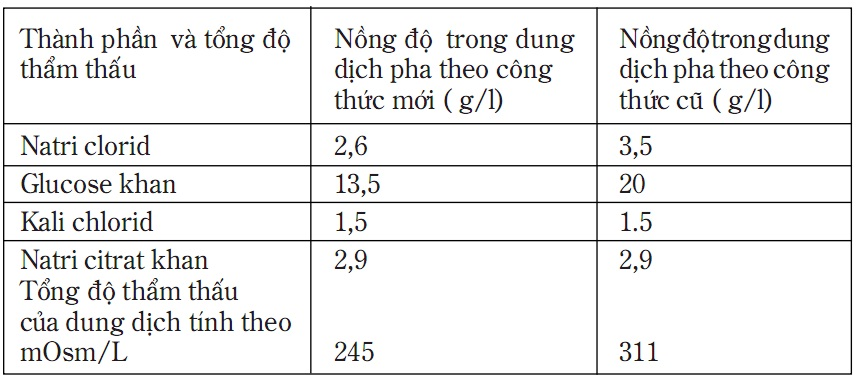 Thành phần và tổng độ thẩm thấu
Nồng độ trong dung dịch pha theo công thức mới ( g/l)
Nồngđộtrongdung dịch pha theo công thức cũ ( g/l)
Natri clorid 2,6 3,5
Glucose khan 13,5 20
Kali chlorid 1,5 1.5
Natri citrat khan 2,9 2,9
Tổng độ thẩm thấu
của dung dịch tính theo
mOsm/L 245 311